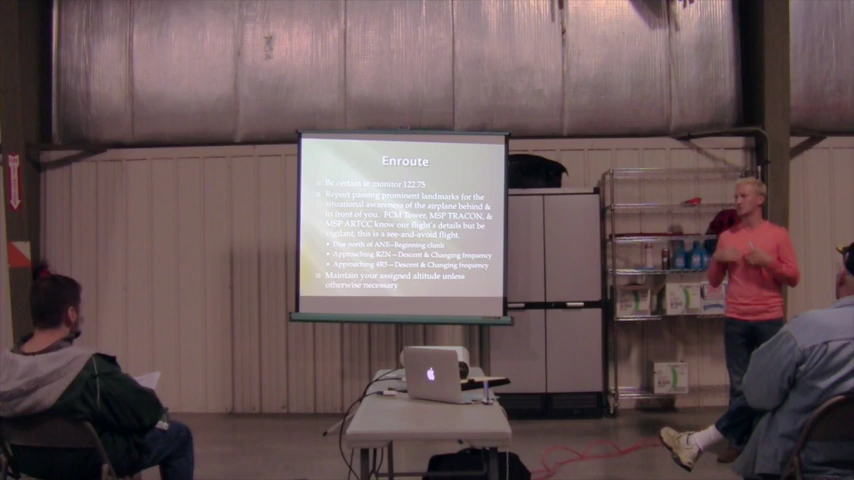 Enroute
Be certain to monitor 122.75
Report passing prominent landmarks for the
situational awareness of the airplane behind &
in front of you. FCM Tower, MSP TRACON, &
MSP ARTCC know our flight's details but be
vigilant, this is a see-and-avoid flight.
Due north of ANE—Beginning climb
Approaching RZN—Descent & Changing frequency
Approaching 4R5—Descent & Changing frequency
Maintain your assigned altitude unless
otherwise necessary